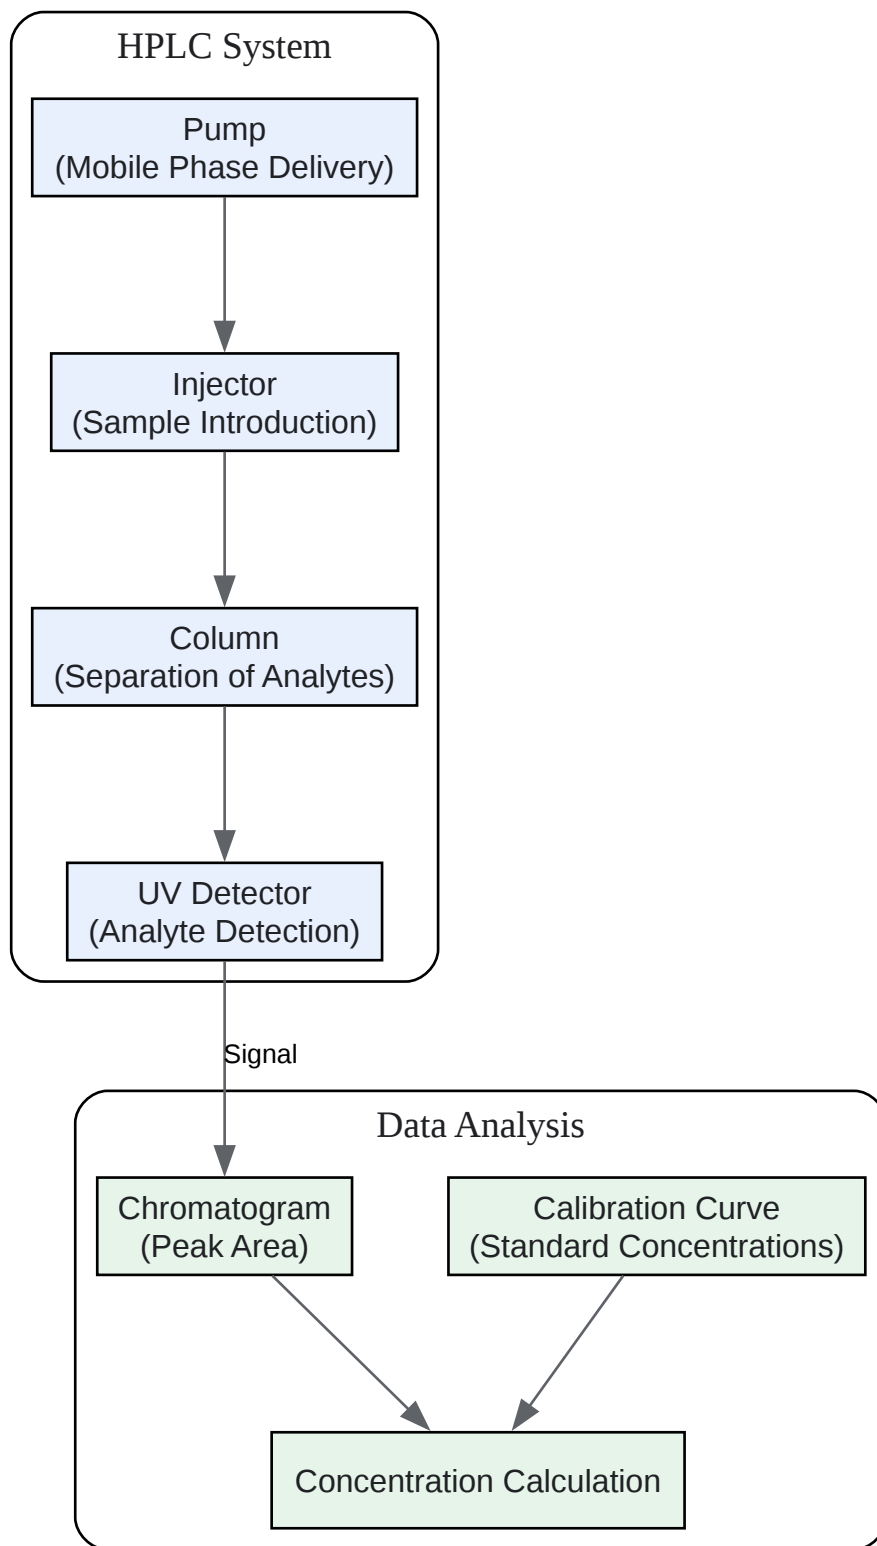 HPLC System
Pump
(Mobile Phase Delivery)
Injector
(Sample Introduction)
Column
(Separation of Analytes)
UV Detector
(Analyte Detection)
Signal
Data Analysis
Chromatogram
(Peak Area)
Calibration Curve
(Standard Concentrations)
Concentration Calculation